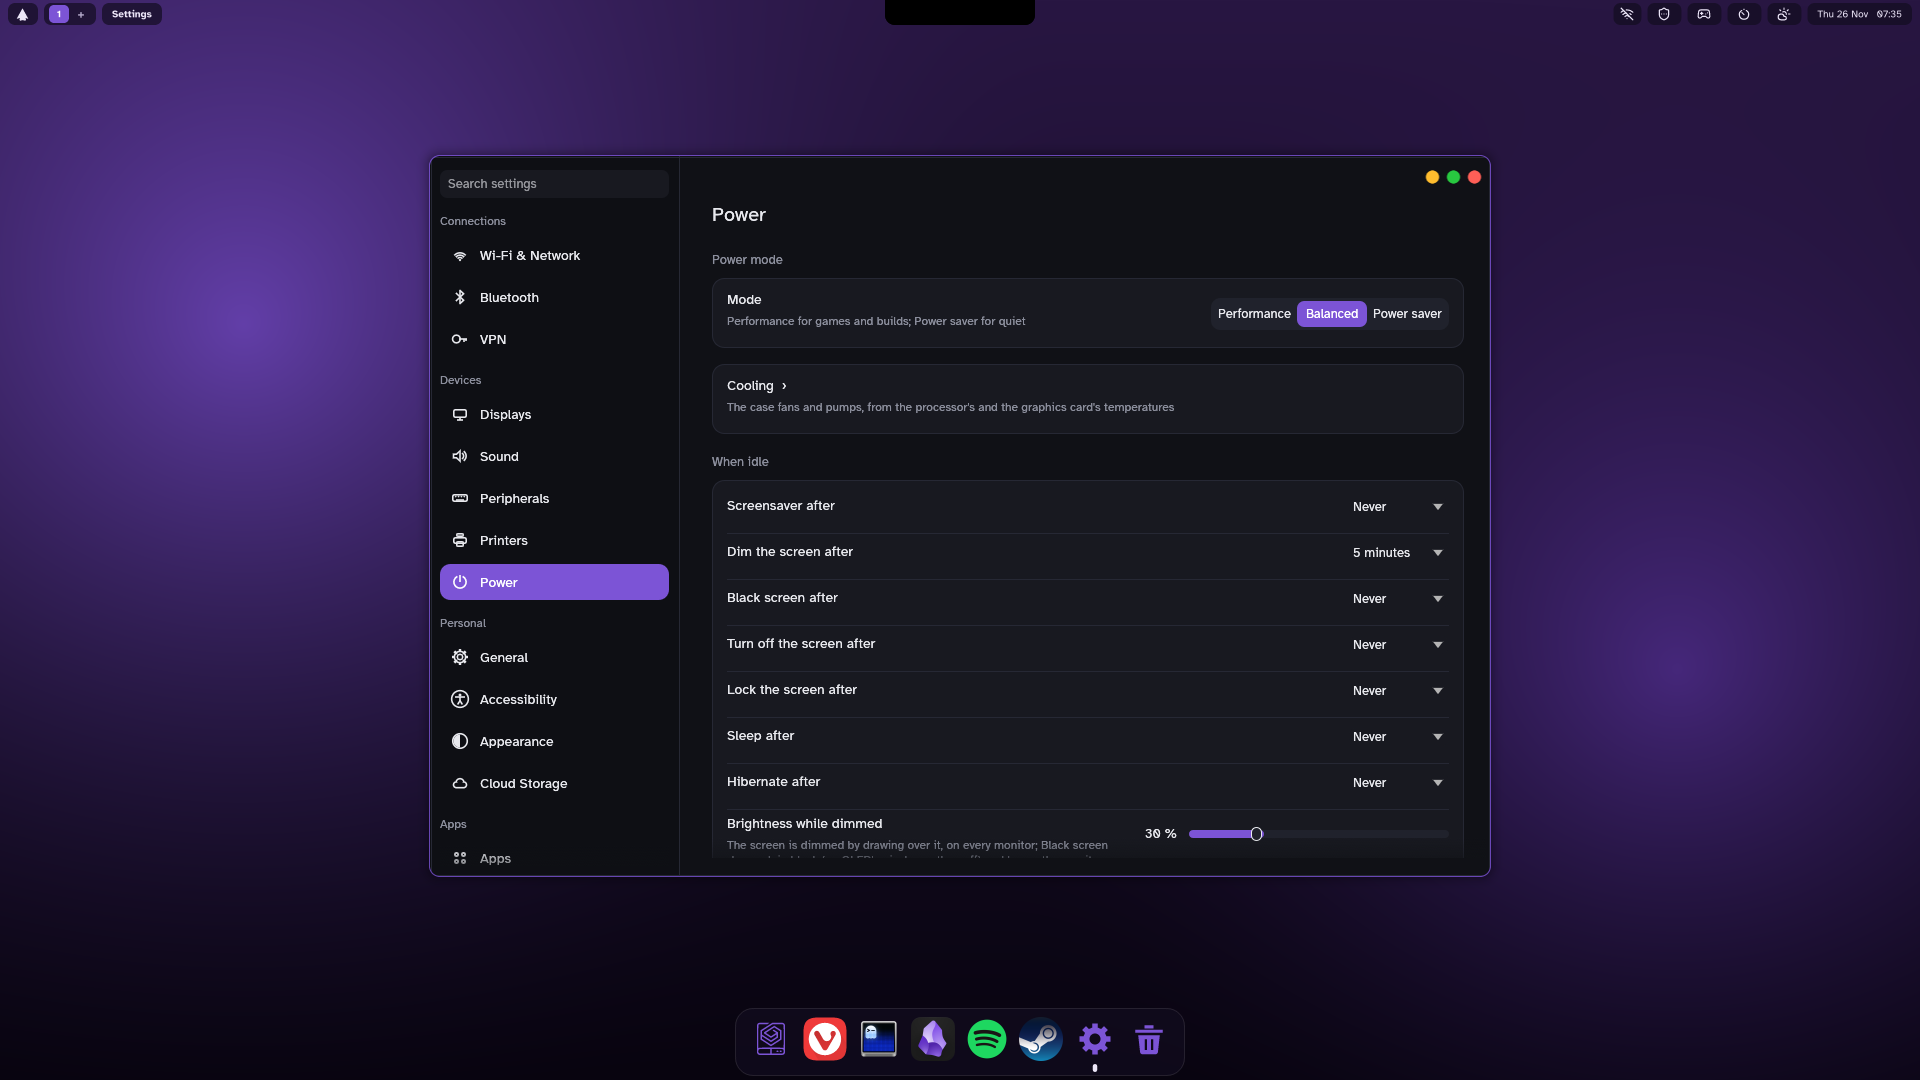 1 + Settings
Thu 26 Nov 07:35
Search settings
Connections
Wi-Fi & Network
Bluetooth
VPN
Devices
Displays
Sound
Peripherals
Printers
Power
Personal
General
Accessibility
Appearance
Cloud Storage
Apps
Apps
Power
Power mode
Mode
Performance for games and builds; Power saver for quiet
Performance Balanced Power saver
Cooling ›
The case fans and pumps, from the processor's and the graphics card's temperatures
When idle
Screensaver after Never
Dim the screen after 5 minutes
Black screen after Never
Turn off the screen after Never
Lock the screen after Never
Sleep after Never
Hibernate after Never
Brightness while dimmed
30 %
The screen is dimmed by drawing over it, on every monitor; Black screen